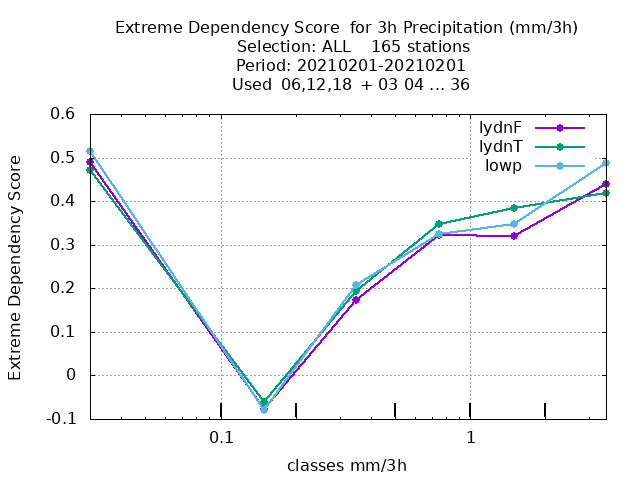 Extreme Dependency Score  for 3h Precipitation (mm/3h)
Selection: ALL    165 stations
Period: 20210201-20210201
Used  06,12,18  + 03 04 ... 36
0.6
0.5
0.4
0.3
0.2
0.1
0
-0.1
Extreme Dependency Score
lydnF
lydnT
lowp
0.1
1
classes mm/3h